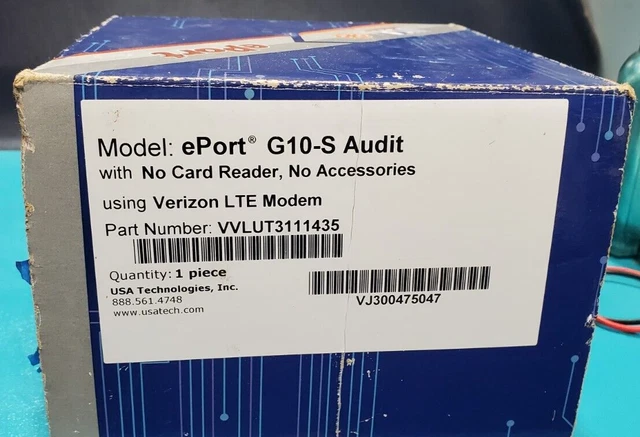 ePort
Model: ePort® G10-S Audit
with No Card Reader, No Accessories
using Verizon LTE Modem
Part Number: VVLUT3111435
Quantity: 1 piece
USA Technologies, Inc.
888.561.4748
www.usatech.com
VJ300475047